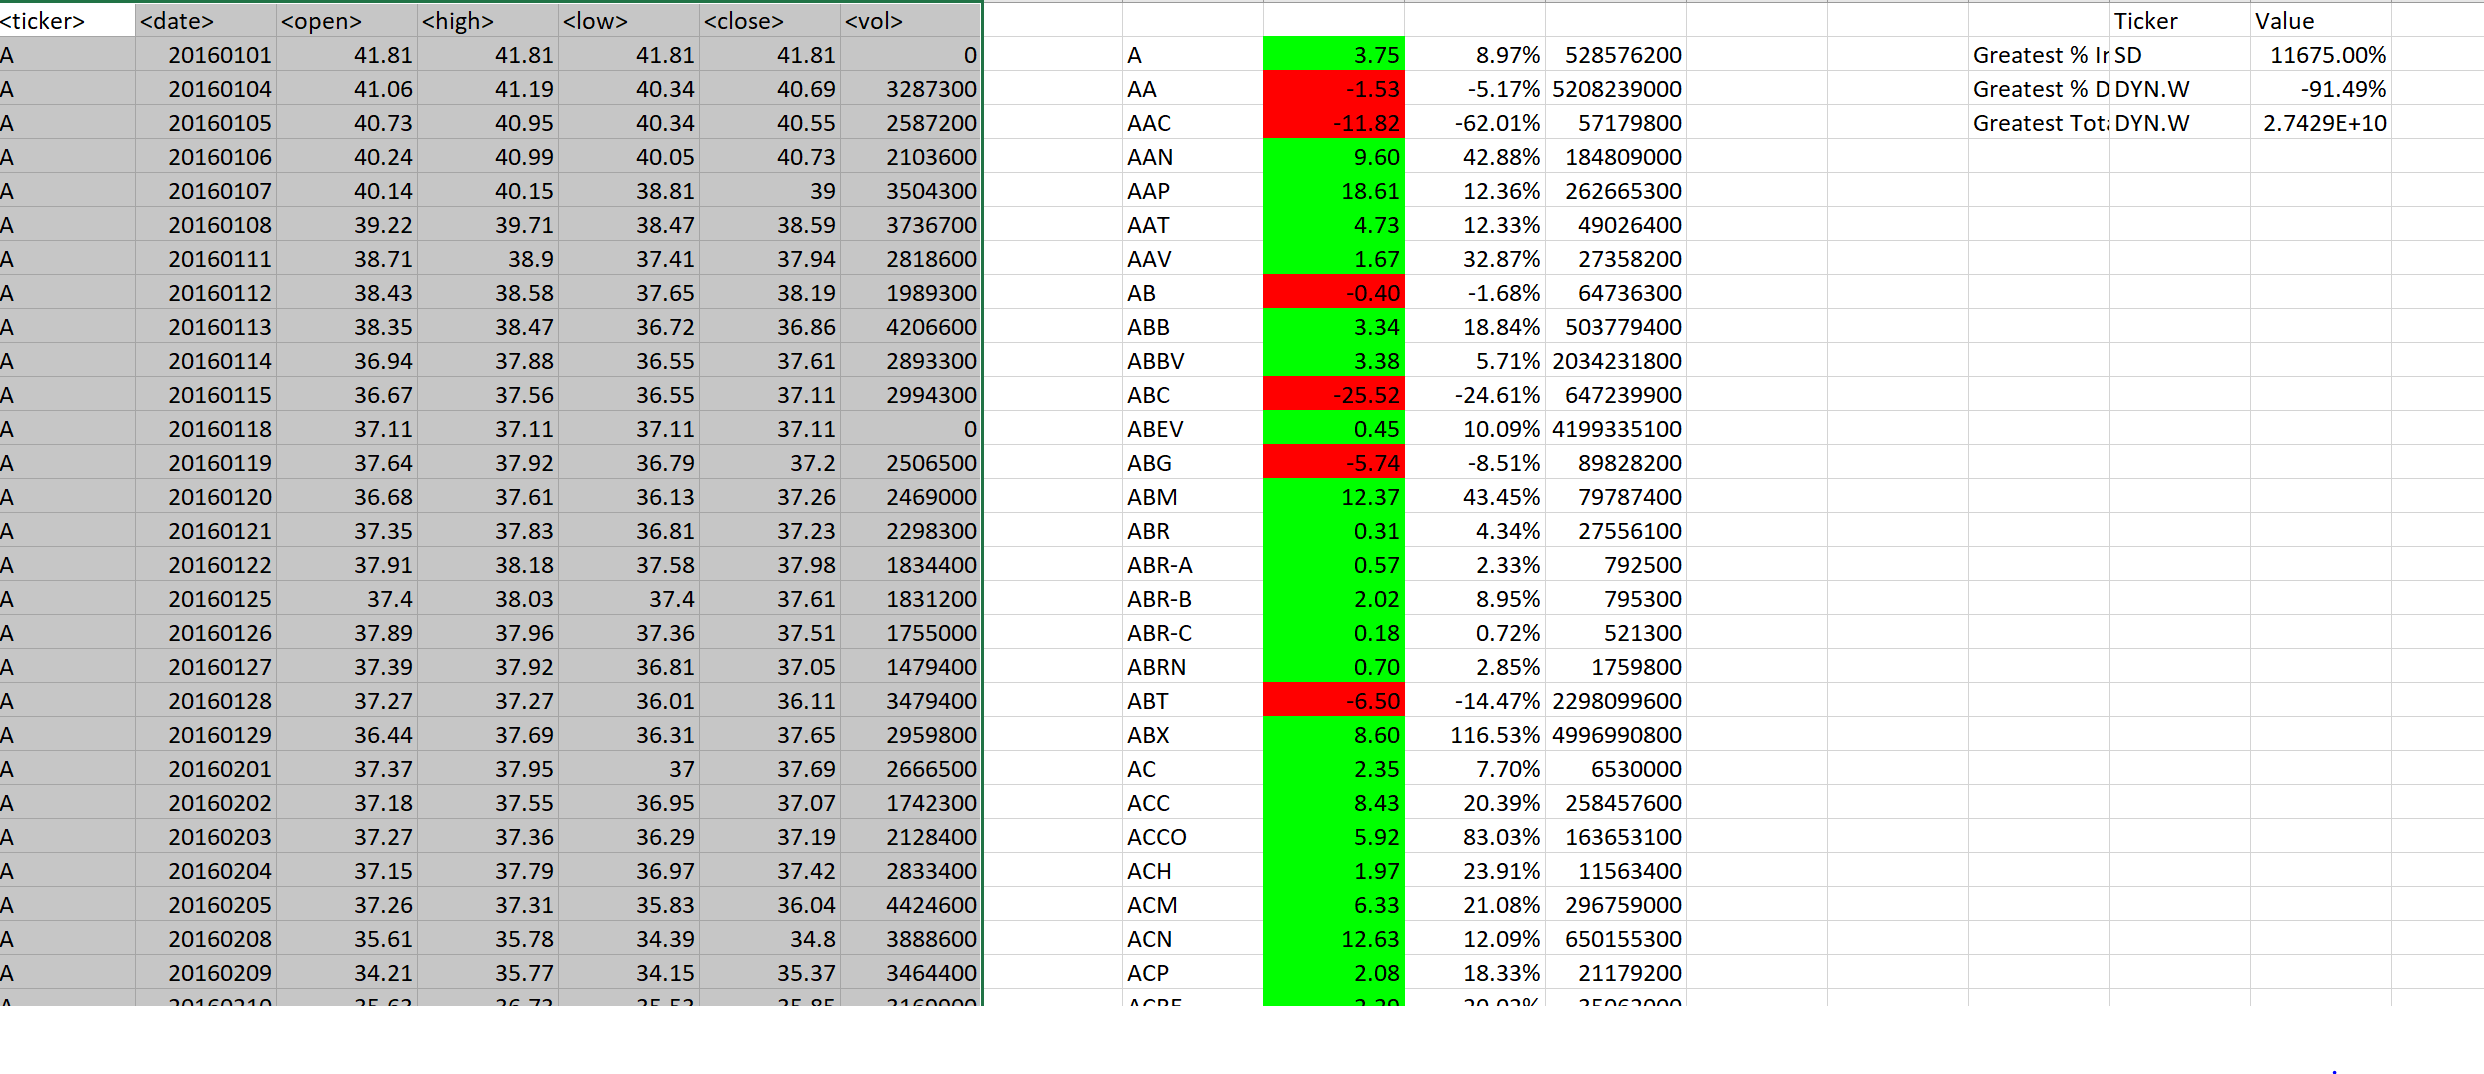 <ticker> <date> <open> <high> <low> <close> <vol> Ticker Value
A 20160101 41.81 41.81 41.81 41.81 0 A 3.75 8.97% 528576200 Greatest % Ir SD 11675.00%
A 20160104 41.06 41.19 40.34 40.69 3287300 AA -1.53 -5.17% 5208239000 Greatest % D DYN.W -91.49%
A 20160105 40.73 40.95 40.34 40.55 2587200 AAC -11.82 -62.01% 57179800 Greatest Tota DYN.W 2.7429E+10
A 20160106 40.24 40.99 40.05 40.73 2103600 AAN 9.60 42.88% 184809000
A 20160107 40.14 40.15 38.81 39 3504300 AAP 18.61 12.36% 262665300
A 20160108 39.22 39.71 38.47 38.59 3736700 AAT 4.73 12.33% 49026400
A 20160111 38.71 38.9 37.41 37.94 2818600 AAV 1.67 32.87% 27358200
A 20160112 38.43 38.58 37.65 38.19 1989300 AB -0.40 -1.68% 64736300
A 20160113 38.35 38.47 36.72 36.86 4206600 ABB 3.34 18.84% 503779400
A 20160114 36.94 37.88 36.55 37.61 2893300 ABBV 3.38 5.71% 2034231800
A 20160115 36.67 37.56 36.55 37.11 2994300 ABC -25.52 -24.61% 647239900
A 20160118 37.11 37.11 37.11 37.11 0 ABEV 0.45 10.09% 4199335100
A 20160119 37.64 37.92 36.79 37.2 2506500 ABG -5.74 -8.51% 89828200
A 20160120 36.68 37.61 36.13 37.26 2469000 ABM 12.37 43.45% 79787400
A 20160121 37.35 37.83 36.81 37.23 2298300 ABR 0.31 4.34% 27556100
A 20160122 37.91 38.18 37.58 37.98 1834400 ABR-A 0.57 2.33% 792500
A 20160125 37.4 38.03 37.4 37.61 1831200 ABR-B 2.02 8.95% 795300
A 20160126 37.89 37.96 37.36 37.51 1755000 ABR-C 0.18 0.72% 521300
A 20160127 37.39 37.92 36.81 37.05 1479400 ABRN 0.70 2.85% 1759800
A 20160128 37.27 37.27 36.01 36.11 3479400 ABT -6.50 -14.47% 2298099600
A 20160129 36.44 37.69 36.31 37.65 2959800 ABX 8.60 116.53% 4996990800
A 20160201 37.37 37.95 37 37.69 2666500 AC 2.35 7.70% 6530000
A 20160202 37.18 37.55 36.95 37.07 1742300 ACC 8.43 20.39% 258457600
A 20160203 37.27 37.36 36.29 37.19 2128400 ACCO 5.92 83.03% 163653100
A 20160204 37.15 37.79 36.97 37.42 2833400 ACH 1.97 23.91% 11563400
A 20160205 37.26 37.31 35.83 36.04 4424600 ACM 6.33 21.08% 296759000
A 20160208 35.61 35.78 34.39 34.8 3888600 ACN 12.63 12.09% 650155300
A 20160209 34.21 35.77 34.15 35.37 3464400 ACP 2.08 18.33% 21179200